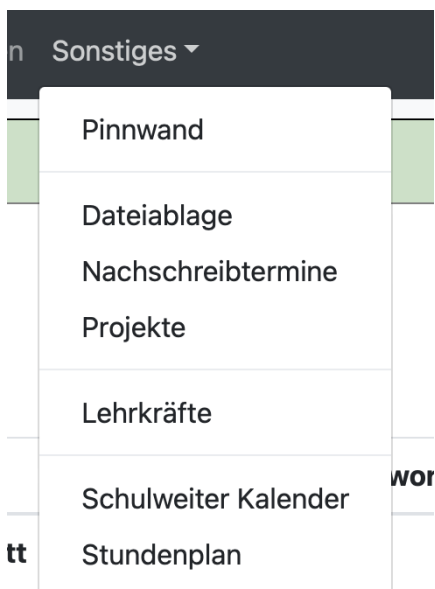 Sonstiges
Pinnwand
Dateiablage
Nachschreibtermine
Projekte
Lehrkräfte
Schulweiter Kalender
Stundenplan